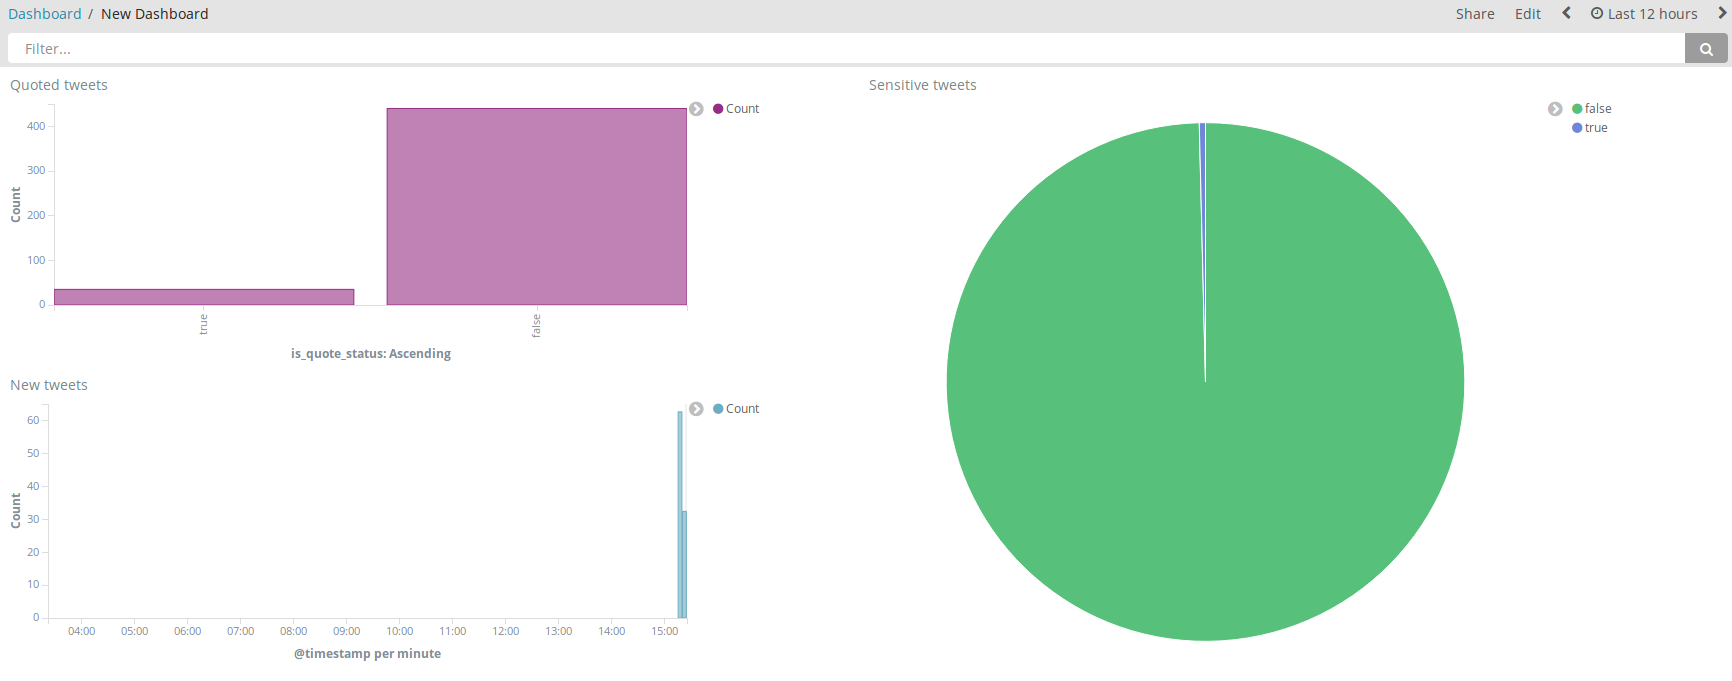 Dashboard / New Dashboard
Share Edit Last 12 hours
Filter...
Quoted tweets
Count
400
300
200
100
0
Count
true
false
is_quote_status: Ascending
New tweets
Count
60
50
40
30
20
10
0
Count
04:00 05:00 06:00 07:00 08:00 09:00 10:00 11:00 12:00 13:00 14:00 15:00
@timestamp per minute
Sensitive tweets
false
true